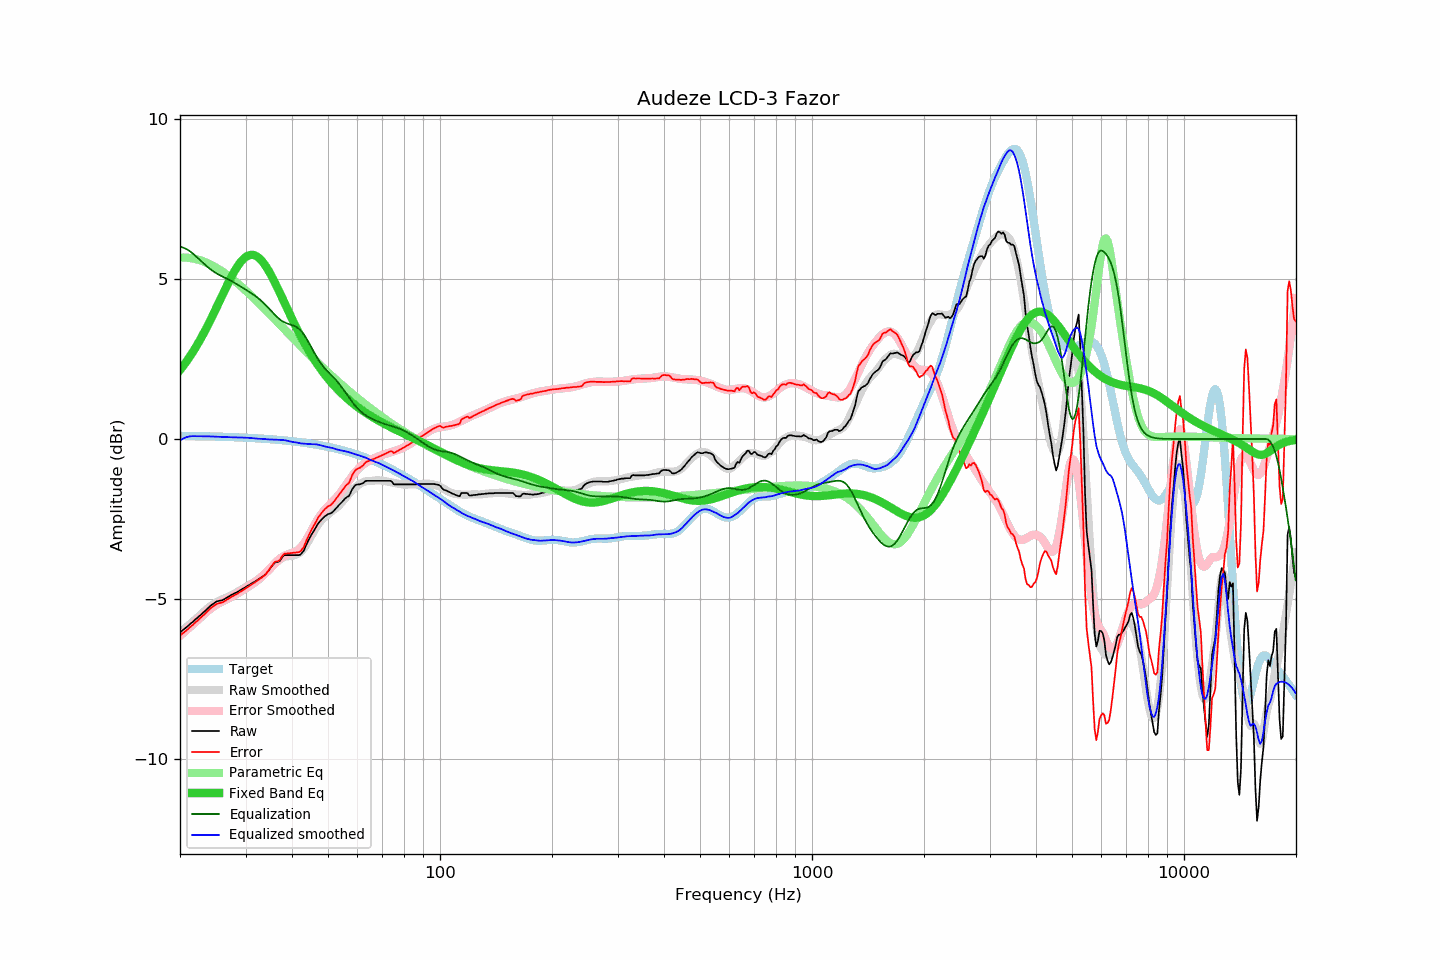 Audeze LCD-3 Fazor
10
5
0
−5
−10
Amplitude (dBr)
Target
Raw Smoothed
Error Smoothed
Raw
Error
Parametric Eq
Fixed Band Eq
Equalization
Equalized smoothed
100
1000
10000
Frequency (Hz)